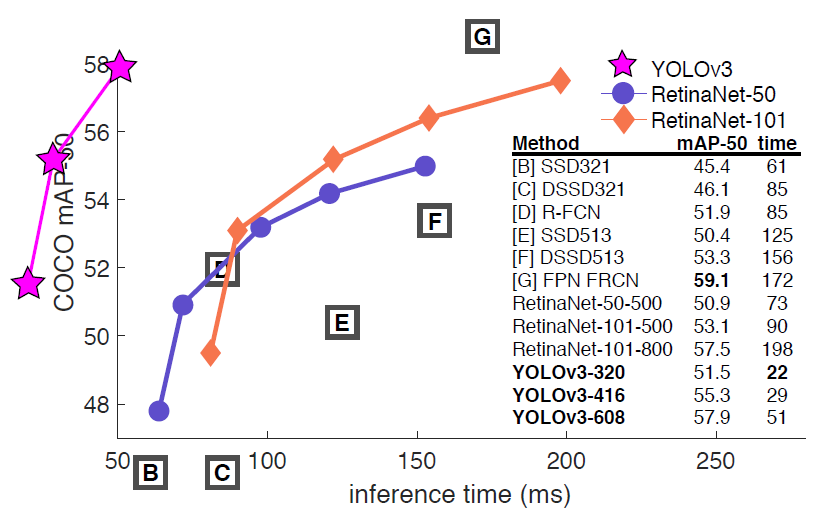 G
58
YOLOv3
RetinaNet-50
RetinaNet-101
56
COCO mAP-50
54
52
50
48
F
D
E
Method mAP-50 time
[B] SSD321 45.4 61
[C] DSSD321 46.1 85
[D] R-FCN 51.9 85
[E] SSD513 50.4 125
[F] DSSD513 53.3 156
[G] FPN FRCN 59.1 172
RetinaNet-50-500 50.9 73
RetinaNet-101-500 53.1 90
RetinaNet-101-800 57.5 198
YOLOv3-320 51.5 22
YOLOv3-416 55.3 29
YOLOv3-608 57.9 51
50 100 150 200 250
B C
inference time (ms)